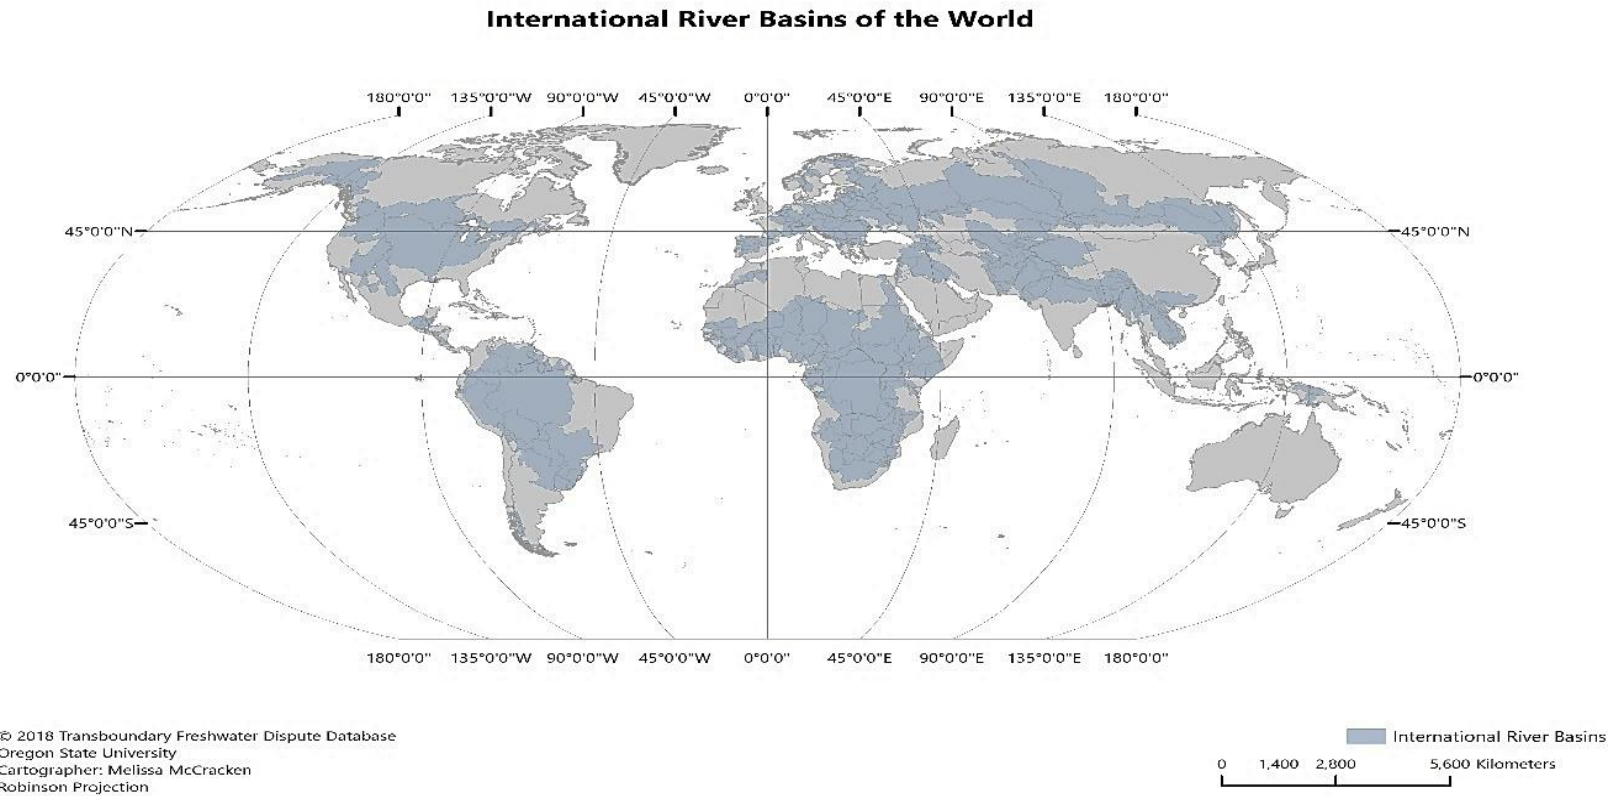 International River Basins of the World
180°0'0" 135°0'0"W 90°0'0"W 45°0'0"W 0°0'0" 45°0'0"E 90°0'0"E 135°0'0"E 180°0'0"
45°0'0"N 45°0'0"N
0°0'0" 0°0'0"
45°0'0"S 45°0'0"S
180°0'0" 135°0'0"W 90°0'0"W 45°0'0"W 0°0'0" 45°0'0"E 90°0'0"E 135°0'0"E 180°0'0"
© 2018 Transboundary Freshwater Dispute Database
Oregon State University
Cartographer: Melissa McCracken
Robinson Projection
International River Basins
0 1,400 2,800 5,600 Kilometers